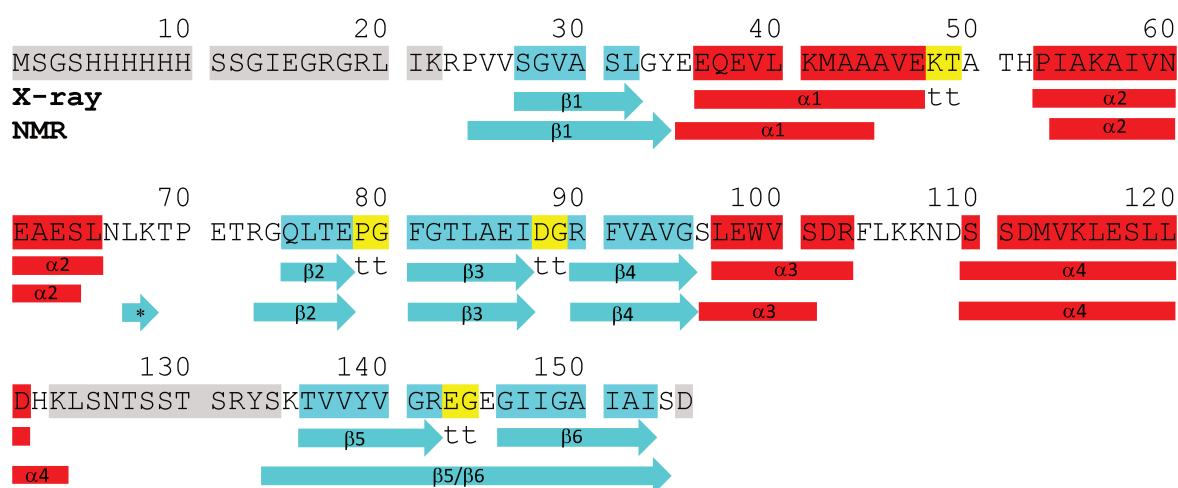 10 20 30 40 50 60
MSGSHHHHHH SSGIEGRGRL IKRPVVSGVA SLGYEEQEVL KMAAAVEKTA THPIAKAIVN
X-ray β1 α1 tt α2
NMR β1 α1 α2
70 80 90 100 110 120
EAESLNLKTP ETRGQLTEPG FGTLAEIDGR FVAVGSLEWV SDRFLKKNDS SDMVKLESLL
α2 β2 tt β3 tt β4 α3 α4
α2 * β2 β3 β4 α3 α4
130 140 150
DHKLSNTSST SRYSKTVVYV GREGEGIIGA IAISD
β5 tt β6
α4 β5/β6